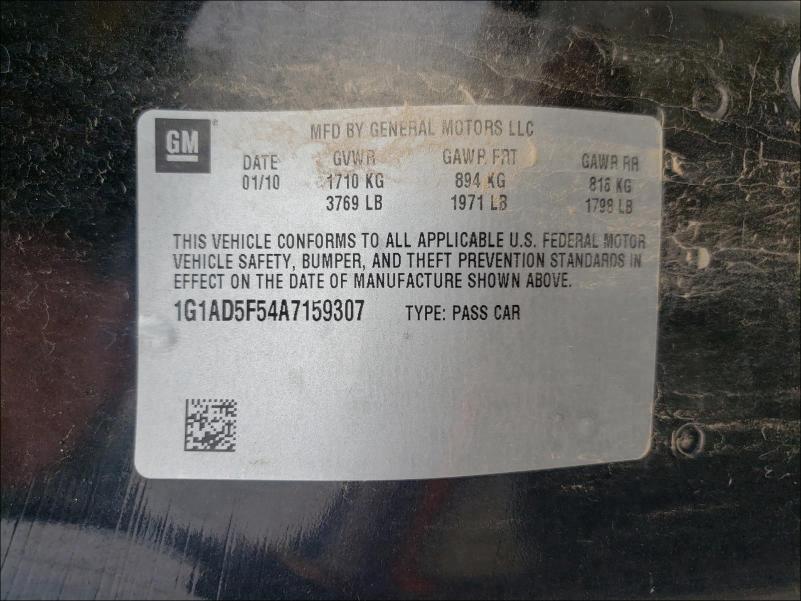 GM
MFD BY GENERAL MOTORS LLC
DATE GVWR GAWR FRT GAWR RR
01/10 1710 KG 894 KG 816 KG
3769 LB 1971 LB 1798 LB
THIS VEHICLE CONFORMS TO ALL APPLICABLE U.S. FEDERAL MOTOR
VEHICLE SAFETY, BUMPER, AND THEFT PREVENTION STANDARDS IN
EFFECT ON THE DATE OF MANUFACTURE SHOWN ABOVE.
1G1AD5F54A7159307 TYPE: PASS CAR